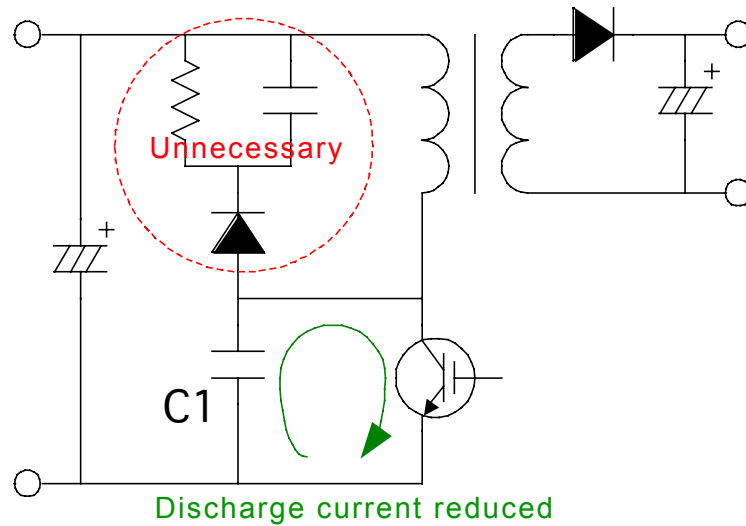 +
Unnecessary
+
C1
Discharge current reduced